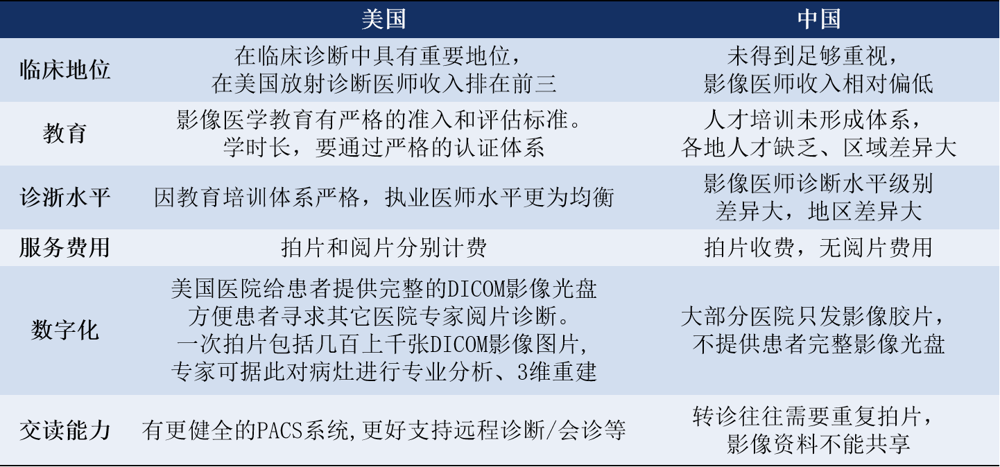 美国 中国
临床地位
在临床诊断中具有重要地位，
在美国放射诊断医师收入排在前三
未得到足够重视，
影像医师收入相对偏低
教育
影像医学教育有严格的准入和评估标准。
学时长，要通过严格的认证体系
人才培训未形成体系，
各地人才缺乏、区域差异大
诊浙水平
因教育培训体系严格，执业医师水平更为均衡
影像医师诊断水平级别
差异大，地区差异大
服务费用
拍片和阅片分别计费
拍片收费，无阅片费用
数字化
美国医院给患者提供完整的DICOM影像光盘
方便患者寻求其它医院专家阅片诊断。
一次拍片包括几百上千张DICOM影像图片,
专家可据此对病灶进行专业分析、3维重建
大部分医院只发影像胶片，
不提供患者完整影像光盘
交读能力
有更健全的PACS系统,更好支持远程诊断/会诊等
转诊往往需要重复拍片，
影像资料不能共享